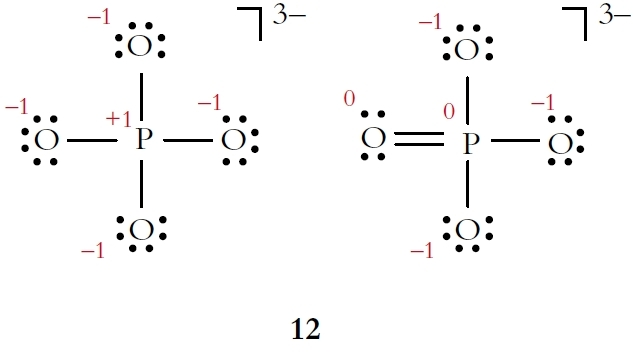 −1 3− −1 3−
O O
−1 +1 −1 0 0 −1
O P O O P O
O O
−1 −1
12